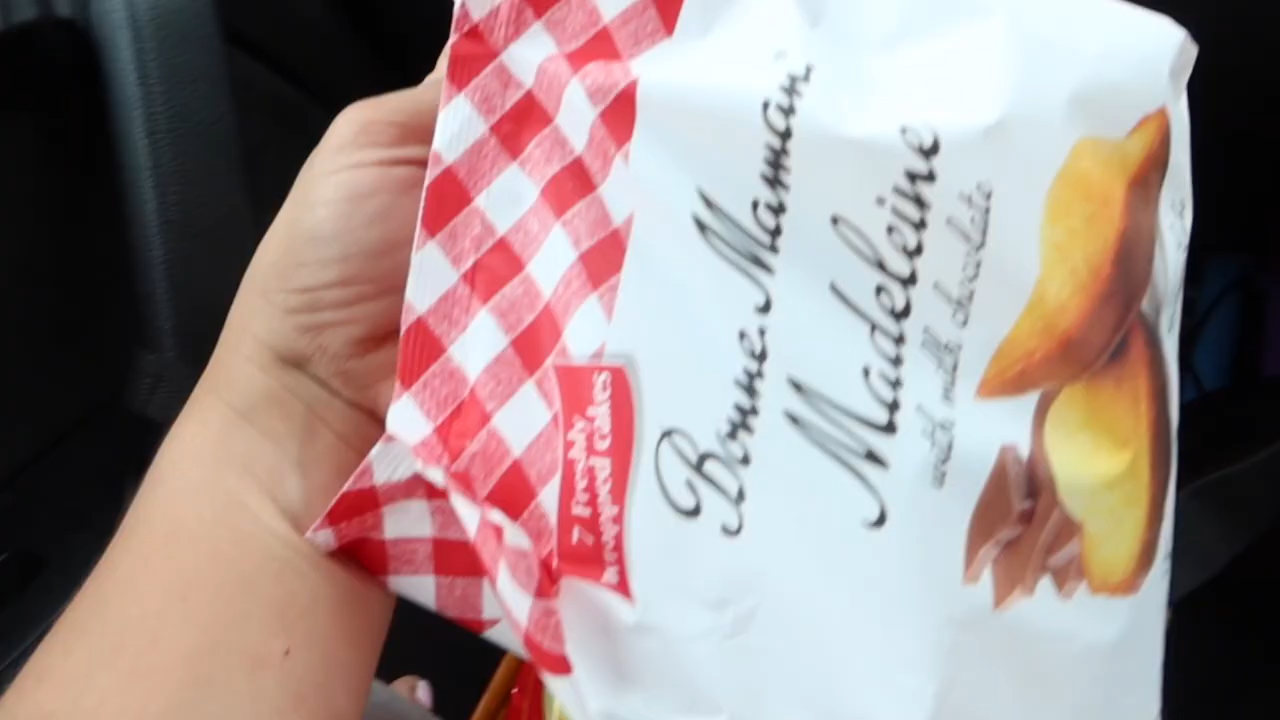 7 Freshly
wrapped cakes
Bonne Maman
Madeleine
with milk chocolate